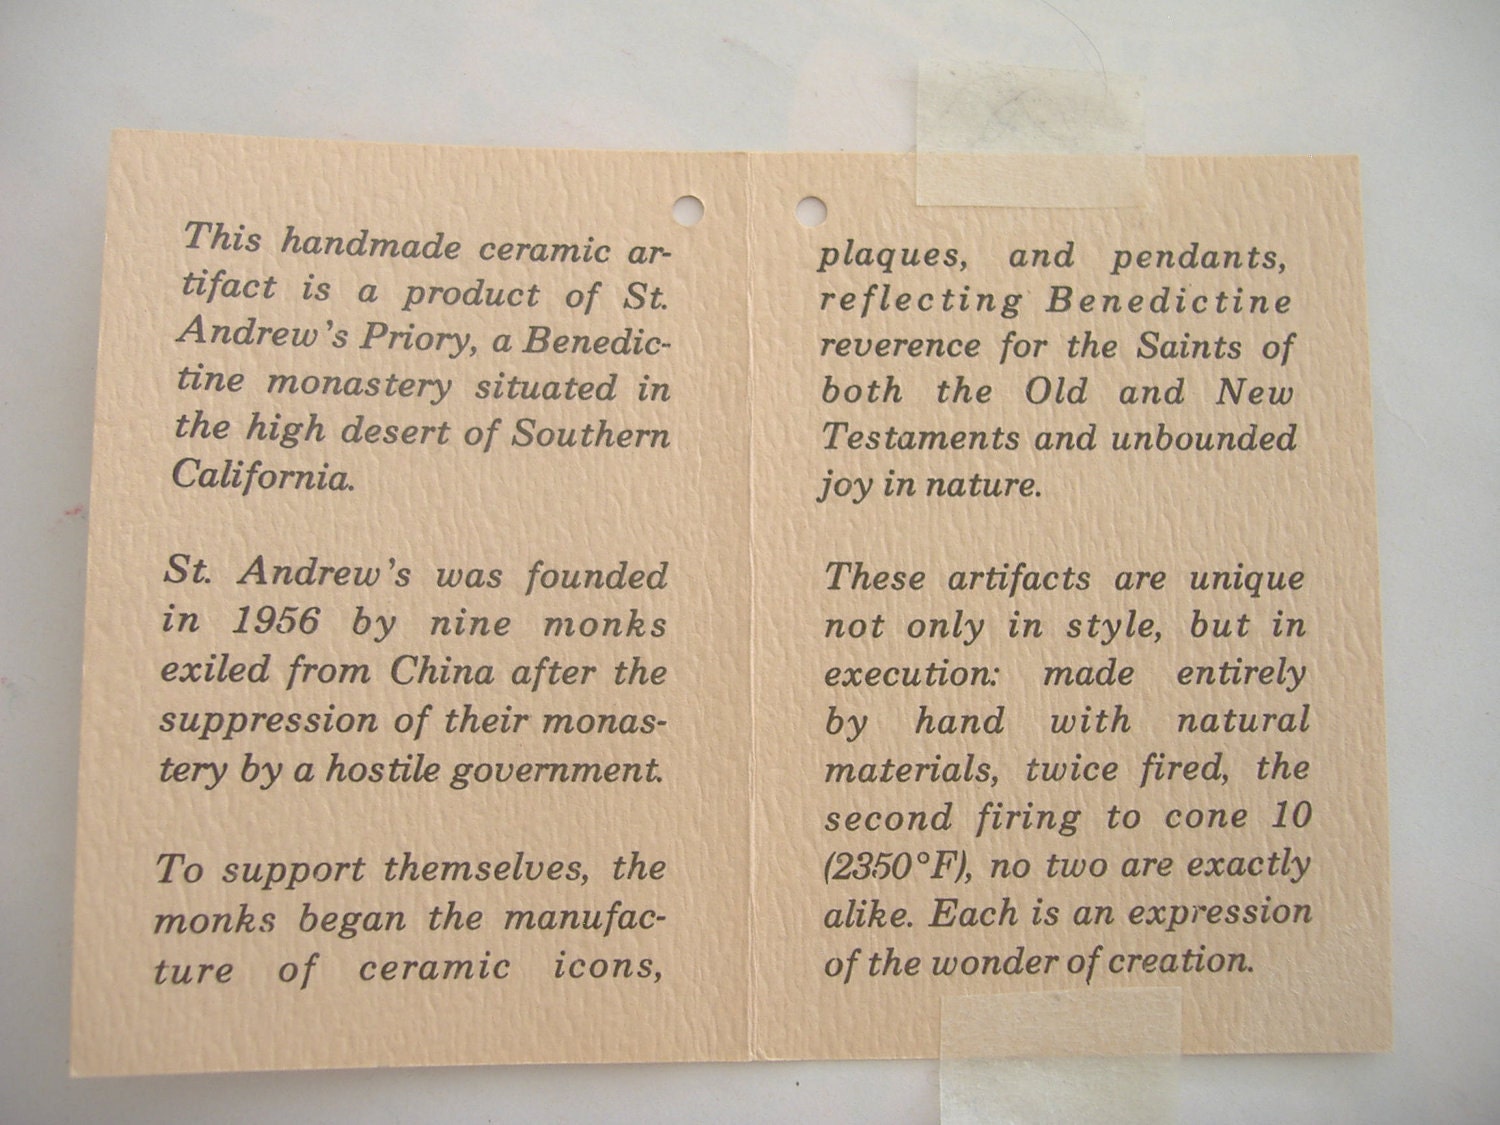 This handmade ceramic ar-
tifact is a product of St.
Andrew's Priory, a Benedic-
tine monastery situated in
the high desert of Southern
California.
St. Andrew's was founded
in 1956 by nine monks
exiled from China after the
suppression of their monas-
tery by a hostile government.
To support themselves, the
monks began the manufac-
ture of ceramic icons,
plaques, and pendants,
reflecting Benedictine
reverence for the Saints of
both the Old and New
Testaments and unbounded
joy in nature.
These artifacts are unique
not only in style, but in
execution: made entirely
by hand with natural
materials, twice fired, the
second firing to cone 10
(2350°F), no two are exactly
alike. Each is an expression
of the wonder of creation.